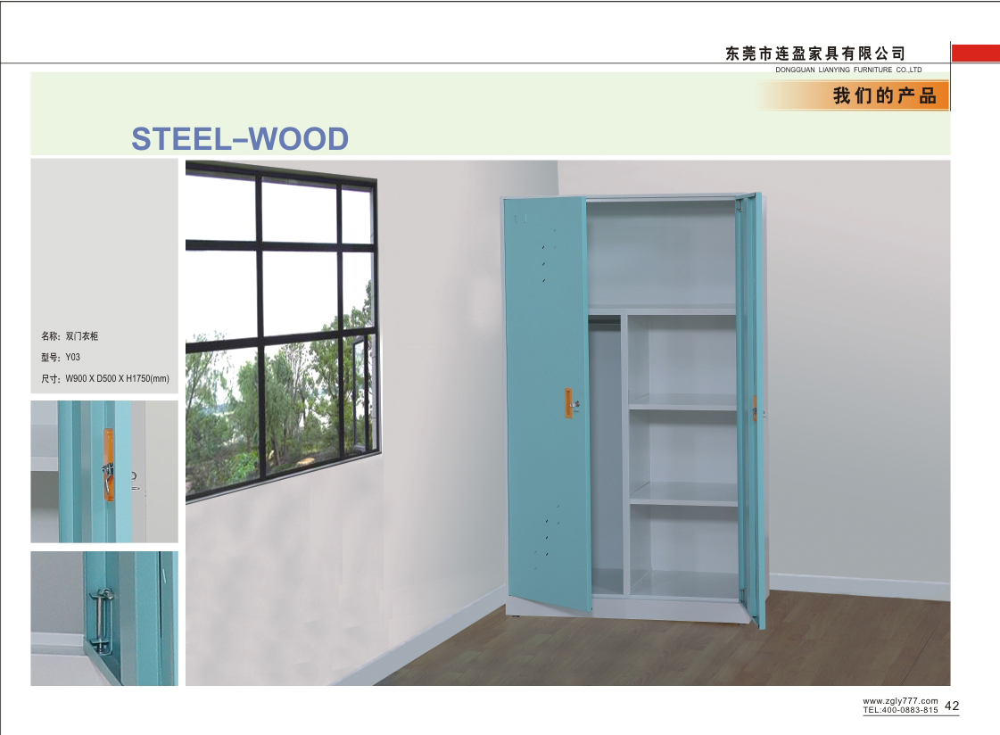 东莞市连盈家具有限公司
DONGGUAN LIANYING FURNITURE CO.,LTD
我们的产品
STEEL–WOOD
名称：双门衣柜
型号：Y03
尺寸：W900 X D500 X H1750(mm)
www.zgly777.com
TEL:400-0883-815 42